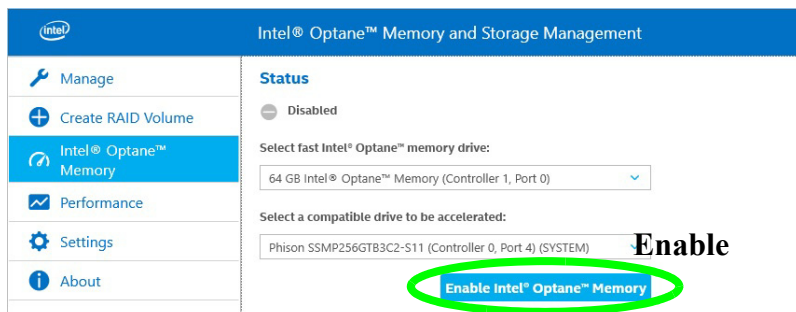 intel
Intel® Optane™ Memory and Storage Management
Manage
Create RAID Volume
Intel® Optane™
Memory
Performance
Settings
About
Status
Disabled
Select fast Intel® Optane™ memory drive:
64 GB Intel® Optane™ Memory (Controller 1, Port 0)
Select a compatible drive to be accelerated:
Phison SSMP256GTB3C2-S11 (Controller 0, Port 4) (SYSTEM)
Enable
Enable Intel® Optane™ Memory